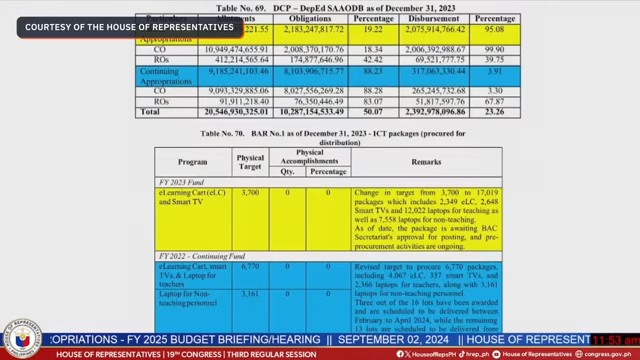 COURTESY OF THE HOUSE OF REPRESENTATIVES
Table No. 69. DCP – DepEd SAAODB as of December 31, 2023
Particular Allotments Obligations Percentage Disbursement Percentage
221.55 2,183,247,817.72 19.22 2,075,914,766.42 95.08
Appropriations
CO 10,949,474,655.91 2,008,370,170.76 18.34 2,006,392,988.68 99.90
ROs 412,214,565.64 174,877,646.96 42.42 69,521,777.75 39.75
Continuing Appropriations 9,185,241,103.46 8,103,906,715.77 88.23 317,063,330.44 3.91
CO 9,093,329,885.06 8,027,556,269.28 88.28 265,245,732.68 3.30
ROs 91,911,218.40 76,350,446.49 83.07 51,817,597.76 67.87
Total 20,546,930,325.01 10,287,154,533.49 50.07 2,392,978,096.86 23.26
Table No. 70. BAR No.1 as of December 31, 2023 - ICT packages (procured for
distribution)
Program Physical Target Physical Accomplishments Remarks
Qty. Percentage
FY 2023 Fund
eLearning Cart (eLC) and Smart TV 3,700 0 0 Change in target from 3,700 to 17,019
packages which includes 2,349 eLC, 2,648
Smart TVs and 12,022 laptops for teaching as
well as 7,558 laptops for non-teaching.
As of date, the package is awaiting BAC
Secretariat's approval for posting, and pre-
procurement activities are ongoing.
FY 2022 – Continuing Fund
eLearning Cart, smart TVs, & Laptop for teachers 6,770 0 0 Revised target to procure 6,770 packages,
including 4,067 eLC, 337 smart TVs, and
2,366 laptops for teachers, along with 3,161
laptops for non-teaching personnel.
Laptop for Non-teaching personnel 3,161 0 0 Three out of the 16 lots have been awarded and
are scheduled to be delivered between
February to April 2024, while the remaining
13 lots are scheduled to be delivered from
OPRIATIONS - FY 2025 BUDGET BRIEFING/HEARING || SEPTEMBER 02, 2024 || HOUSE OF REPRESENT
11:53 am
HOUSE OF REPRESENTATIVES | 19TH CONGRESS | THIRD REGULAR SESSION
HouseofRepsPH hrep_ph congress.gov.ph